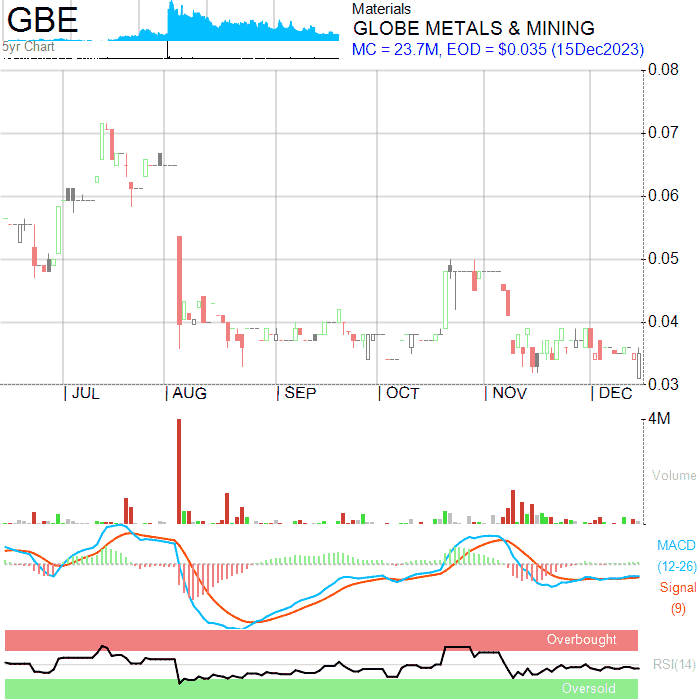 GBE
5yr Chart
Materials
GLOBE METALS & MINING
MC = 23.7M, EOD = $0.035 (15Dec2023)
0.08
0.07
0.06
0.05
0.04
0.03
JUL AUG SEP OCT NOV DEC
4M
Volume
MACD
(12-26)
Signal
(9)
Overbought
RSI(14)
Oversold